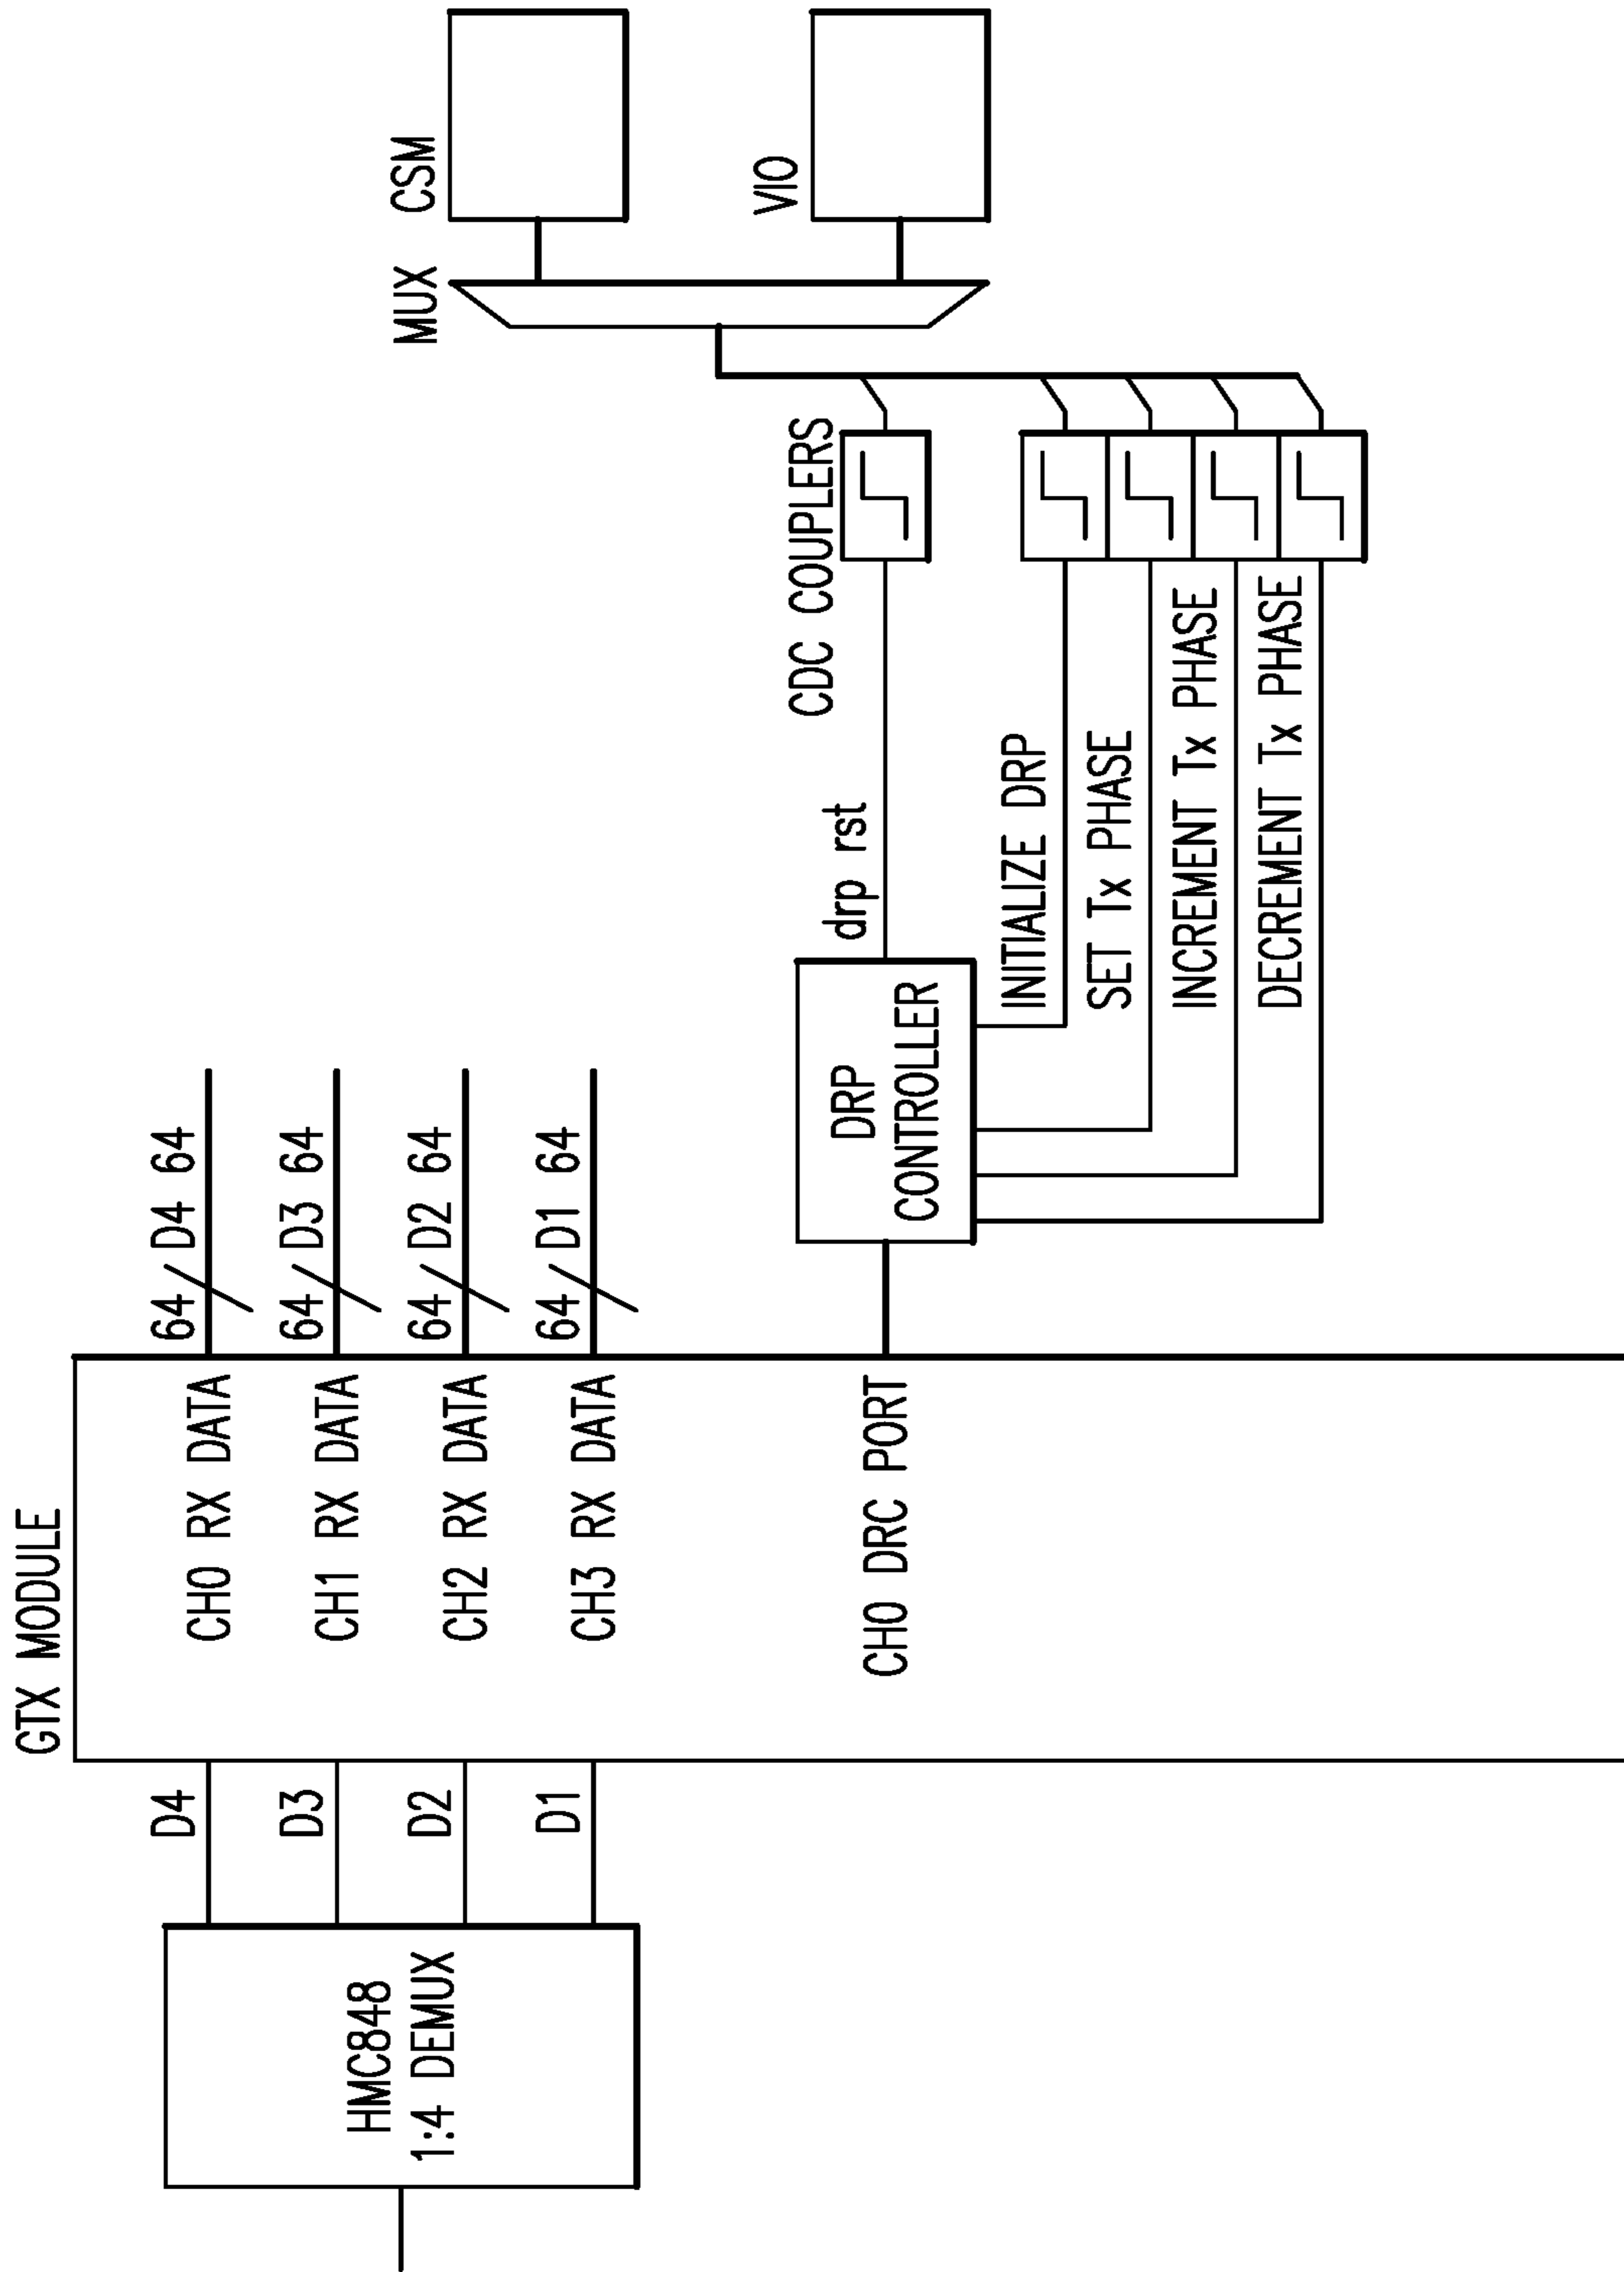 GTX MODULE
HMC848
1:4 DEMUX
D4
D3
D2
D1
CH0 RX DATA
CH1 RX DATA
CH2 RX DATA
CH3 RX DATA
CH0 DRC PORT
64/D4 64
64/D3 64
64/D2 64
64/D1 64
DRP
CONTROLLER
drp rst
CDC COUPLERS
INITIALIZE DRP
SET Tx PHASE
INCREMENT Tx PHASE
DECREMENT Tx PHASE
MUX
CSM
VIO